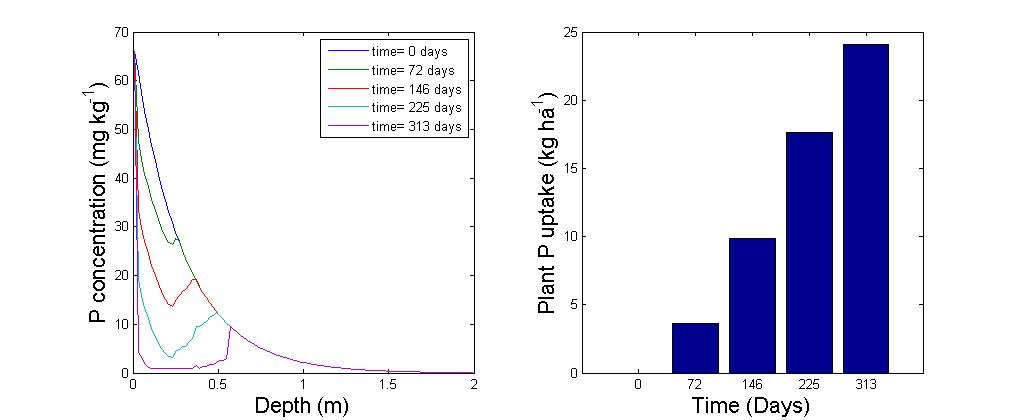 70
60
50
40
30
20
10
0
P concentration (mg kg-1)
time= 0 days
time= 72 days
time= 146 days
time= 225 days
time= 313 days
0 0.5 1 1.5 2
Depth (m)
25
20
15
10
5
0
Plant P uptake (kg ha-1)
0 72 146 225 313
Time (Days)